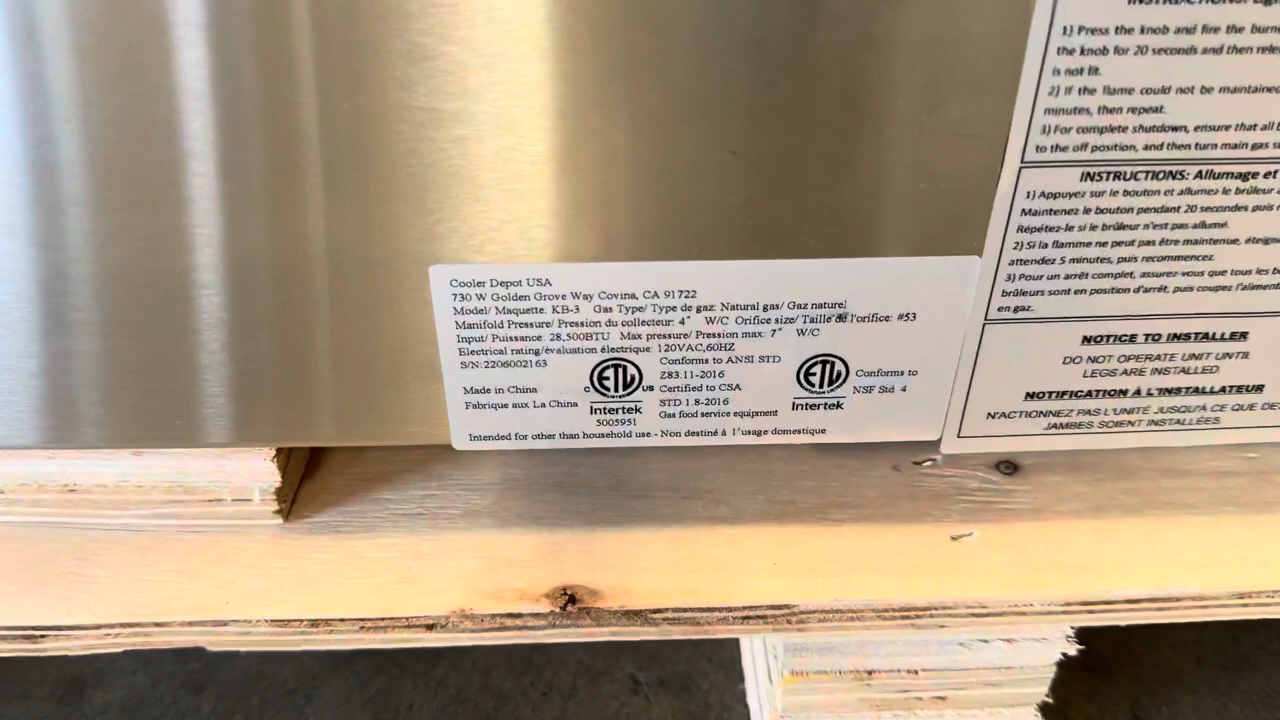 Cooler Depot USA
730 W Golden Grove Way Covina, CA 91722
Model/ Maquette: KB-3 Gas Type/ Type de gaz: Natural gas/ Gaz naturel
Manifold Pressure/ Pression du collecteur: 4" W/C Orifice size/ Taille de l'orifice: #53
Input/ Puissance: 28,500BTU Max pressure/ Pression max: 7" W/C
Electrical rating/évaluation électrique: 120VAC,60HZ
S/N:2206002163
Made in China
Fabrique aux La China
C ETL US
Intertek
5005951
Conforms to ANSI STD
Z83.11-2016
Certified to CSA
STD 1.8-2016
Gas food service equipment
ETL
Intertek
Conforms to
NSF Std 4
Intended for other than household use - Non destiné à l'usage domestique
1) Press the knob and fire the
the knob for 20 seconds and then
is not lit.
2) If the flame could not be maintained
minutes, then repeat.
3) For complete shutdown, ensure that all
to the off position, and then turn main gas
INSTRUCTIONS: Allumage et
1) Appuyez sur le bouton et allumez le brûleur
Maintenez le bouton pendant 20 secondes puis
Répétez-le si le brûleur n'est pas allumé.
2) Si la flamme ne peut pas être maintenue,
attendez 5 minutes, puis recommencez.
3) Pour un arrêt complet, assurez-vous que tous les
brûleurs sont en position d'arrêt, puis coupez
en gaz.
NOTICE TO INSTALLER
DO NOT OPERATE UNIT UNTIL
LEGS ARE INSTALLED.
NOTIFICATION À L'INSTALLATEUR
N'ACTIONNEZ PAS L'UNITÉ JUSQU'À CE QUE
JAMBES SOIENT INSTALLÉES.